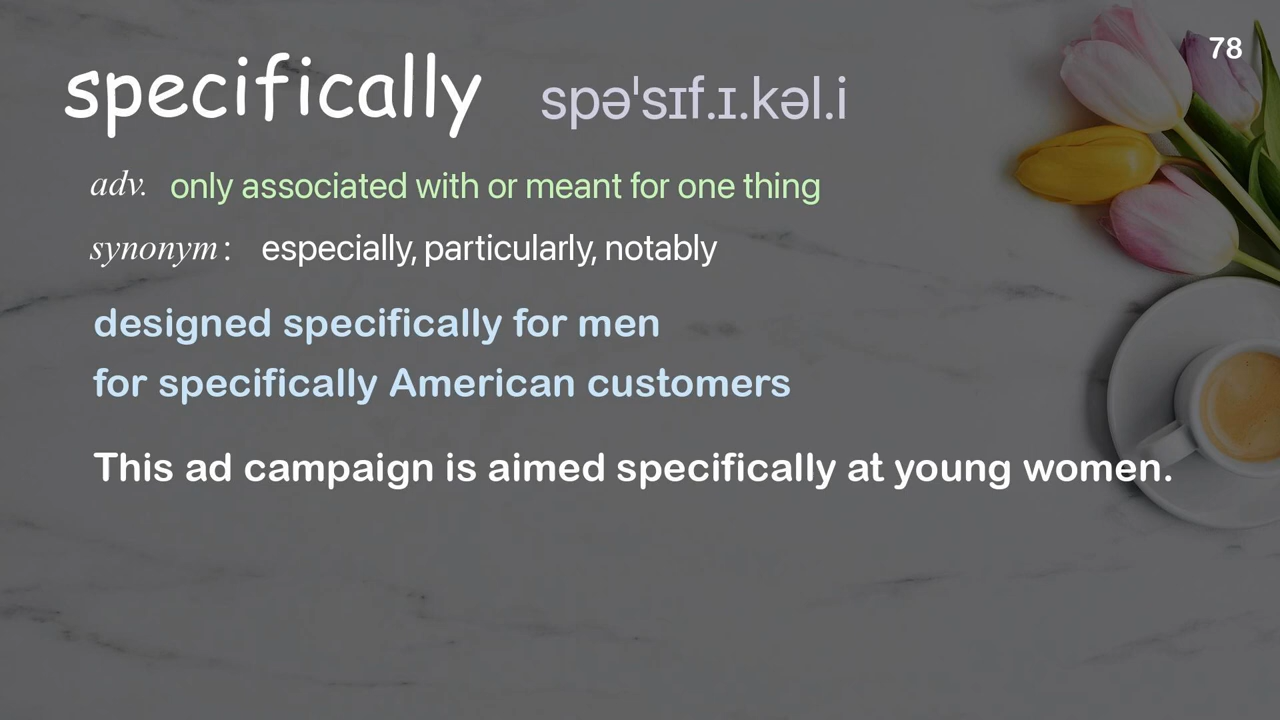 78
specifically spəˈsɪf.ɪ.kəl.i
adv. only associated with or meant for one thing
synonym: especially, particularly, notably
designed specifically for men
for specifically American customers
This ad campaign is aimed specifically at young women.